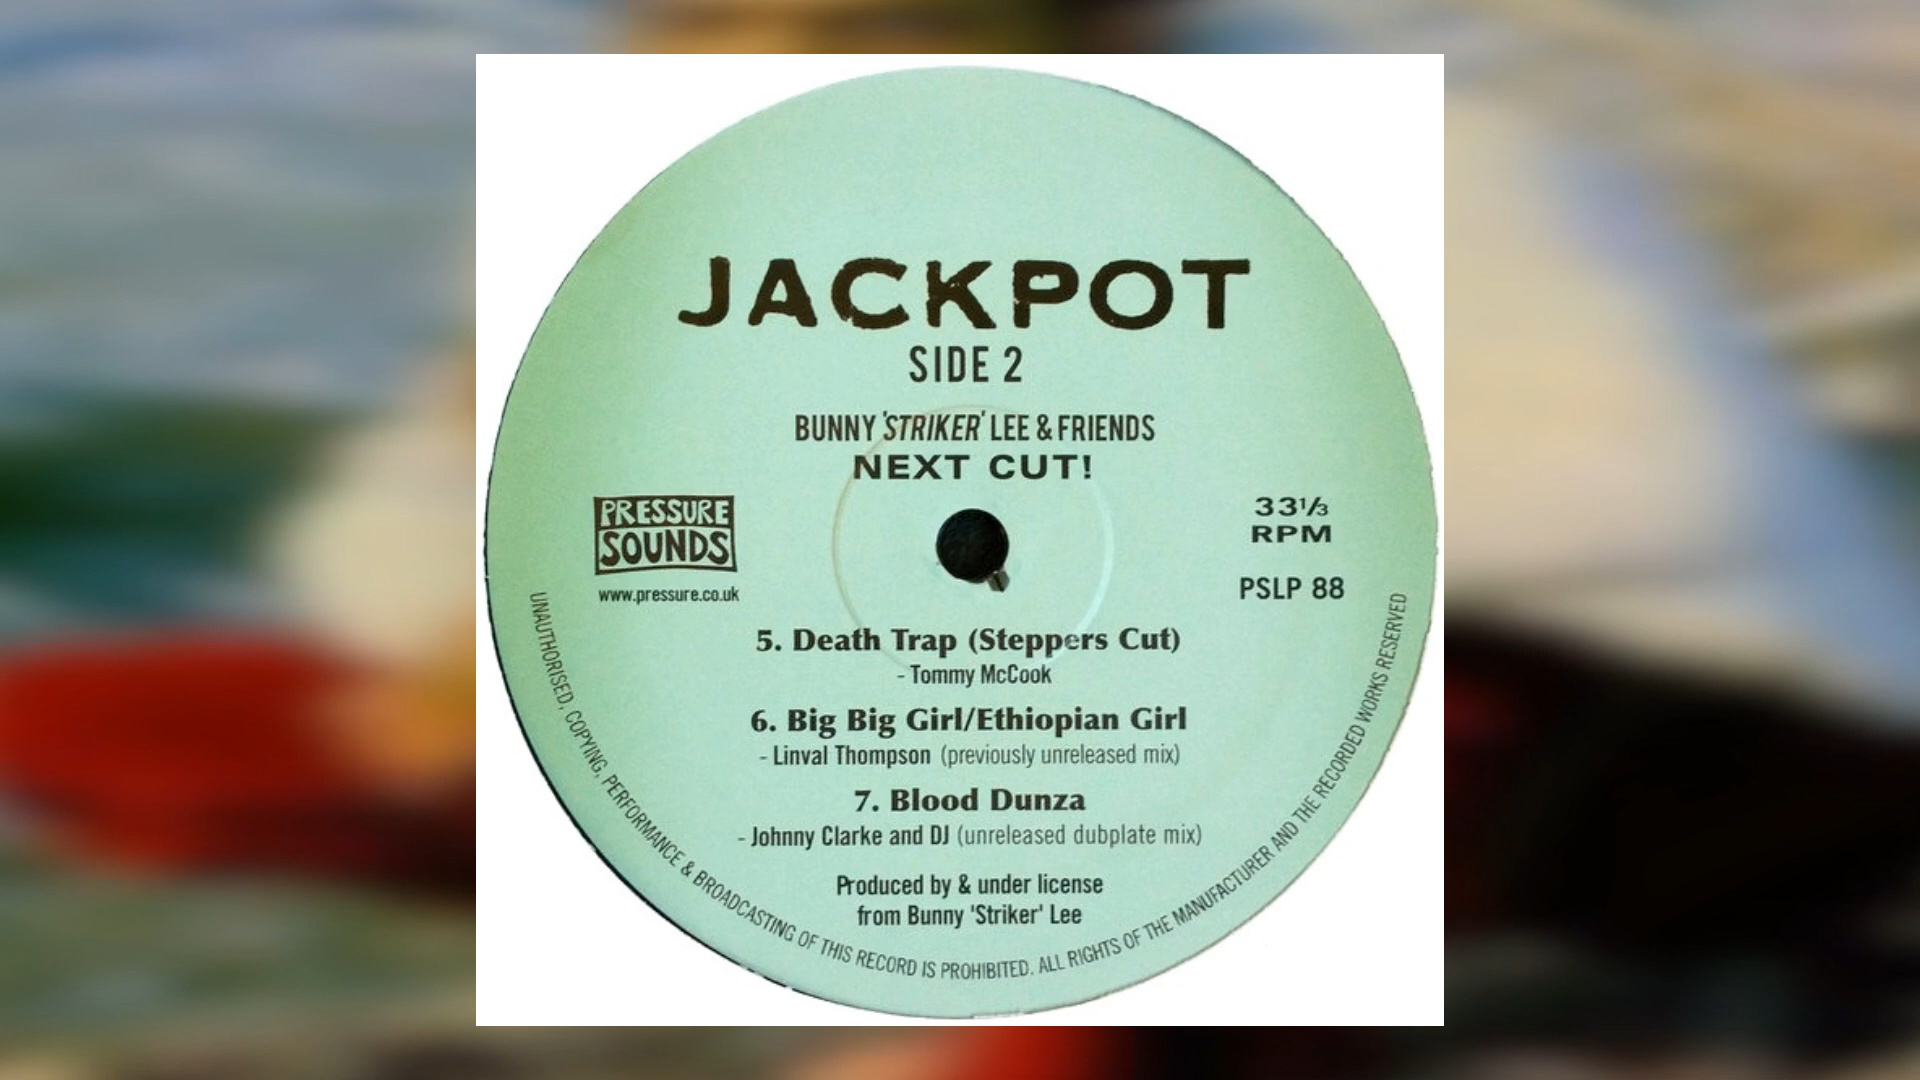 JACKPOT
SIDE 2
BUNNY 'STRIKER' LEE & FRIENDS
NEXT CUT!
PRESSURE
SOUNDS
www.pressure.co.uk
33⅓
RPM
PSLP 88
5. Death Trap (Steppers Cut)
- Tommy McCook
6. Big Big Girl/Ethiopian Girl
- Linval Thompson (previously unreleased mix)
7. Blood Dunza
- Johnny Clarke and DJ (unreleased dubplate mix)
Produced by & under license
from Bunny 'Striker' Lee
UNAUTHORISED, COPYING, PERFORMANCE & BROADCASTING OF THIS RECORD IS PROHIBITED. ALL RIGHTS OF THE MANUFACTURER AND THE RECORDED WORKS RESERVED